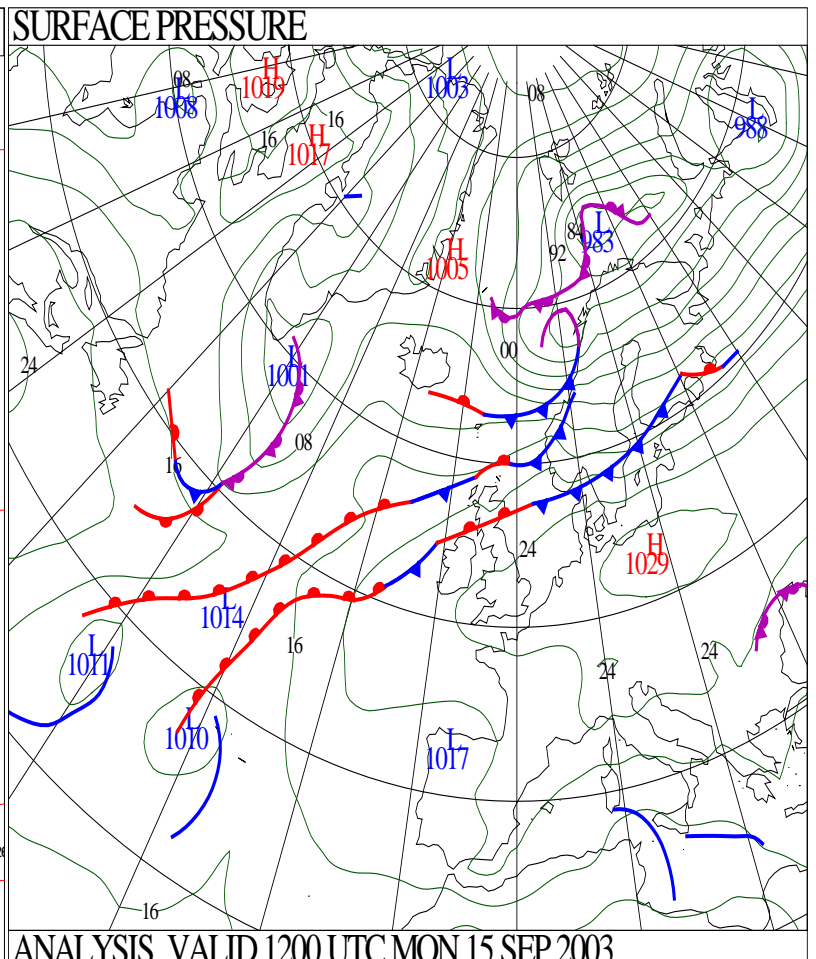 SURFACE PRESSURE
H
1019
L
1003
08
L
1008
08
16
16
H
1017
L
988
L
983
84
92
H
1005
00
24
L
1001
08
16
24
H
1029
L
1014
16
L
1011
24
24
L
1010
L
1017
16
ANALYSIS VALID 1200 UTC MON 15 SEP 2003